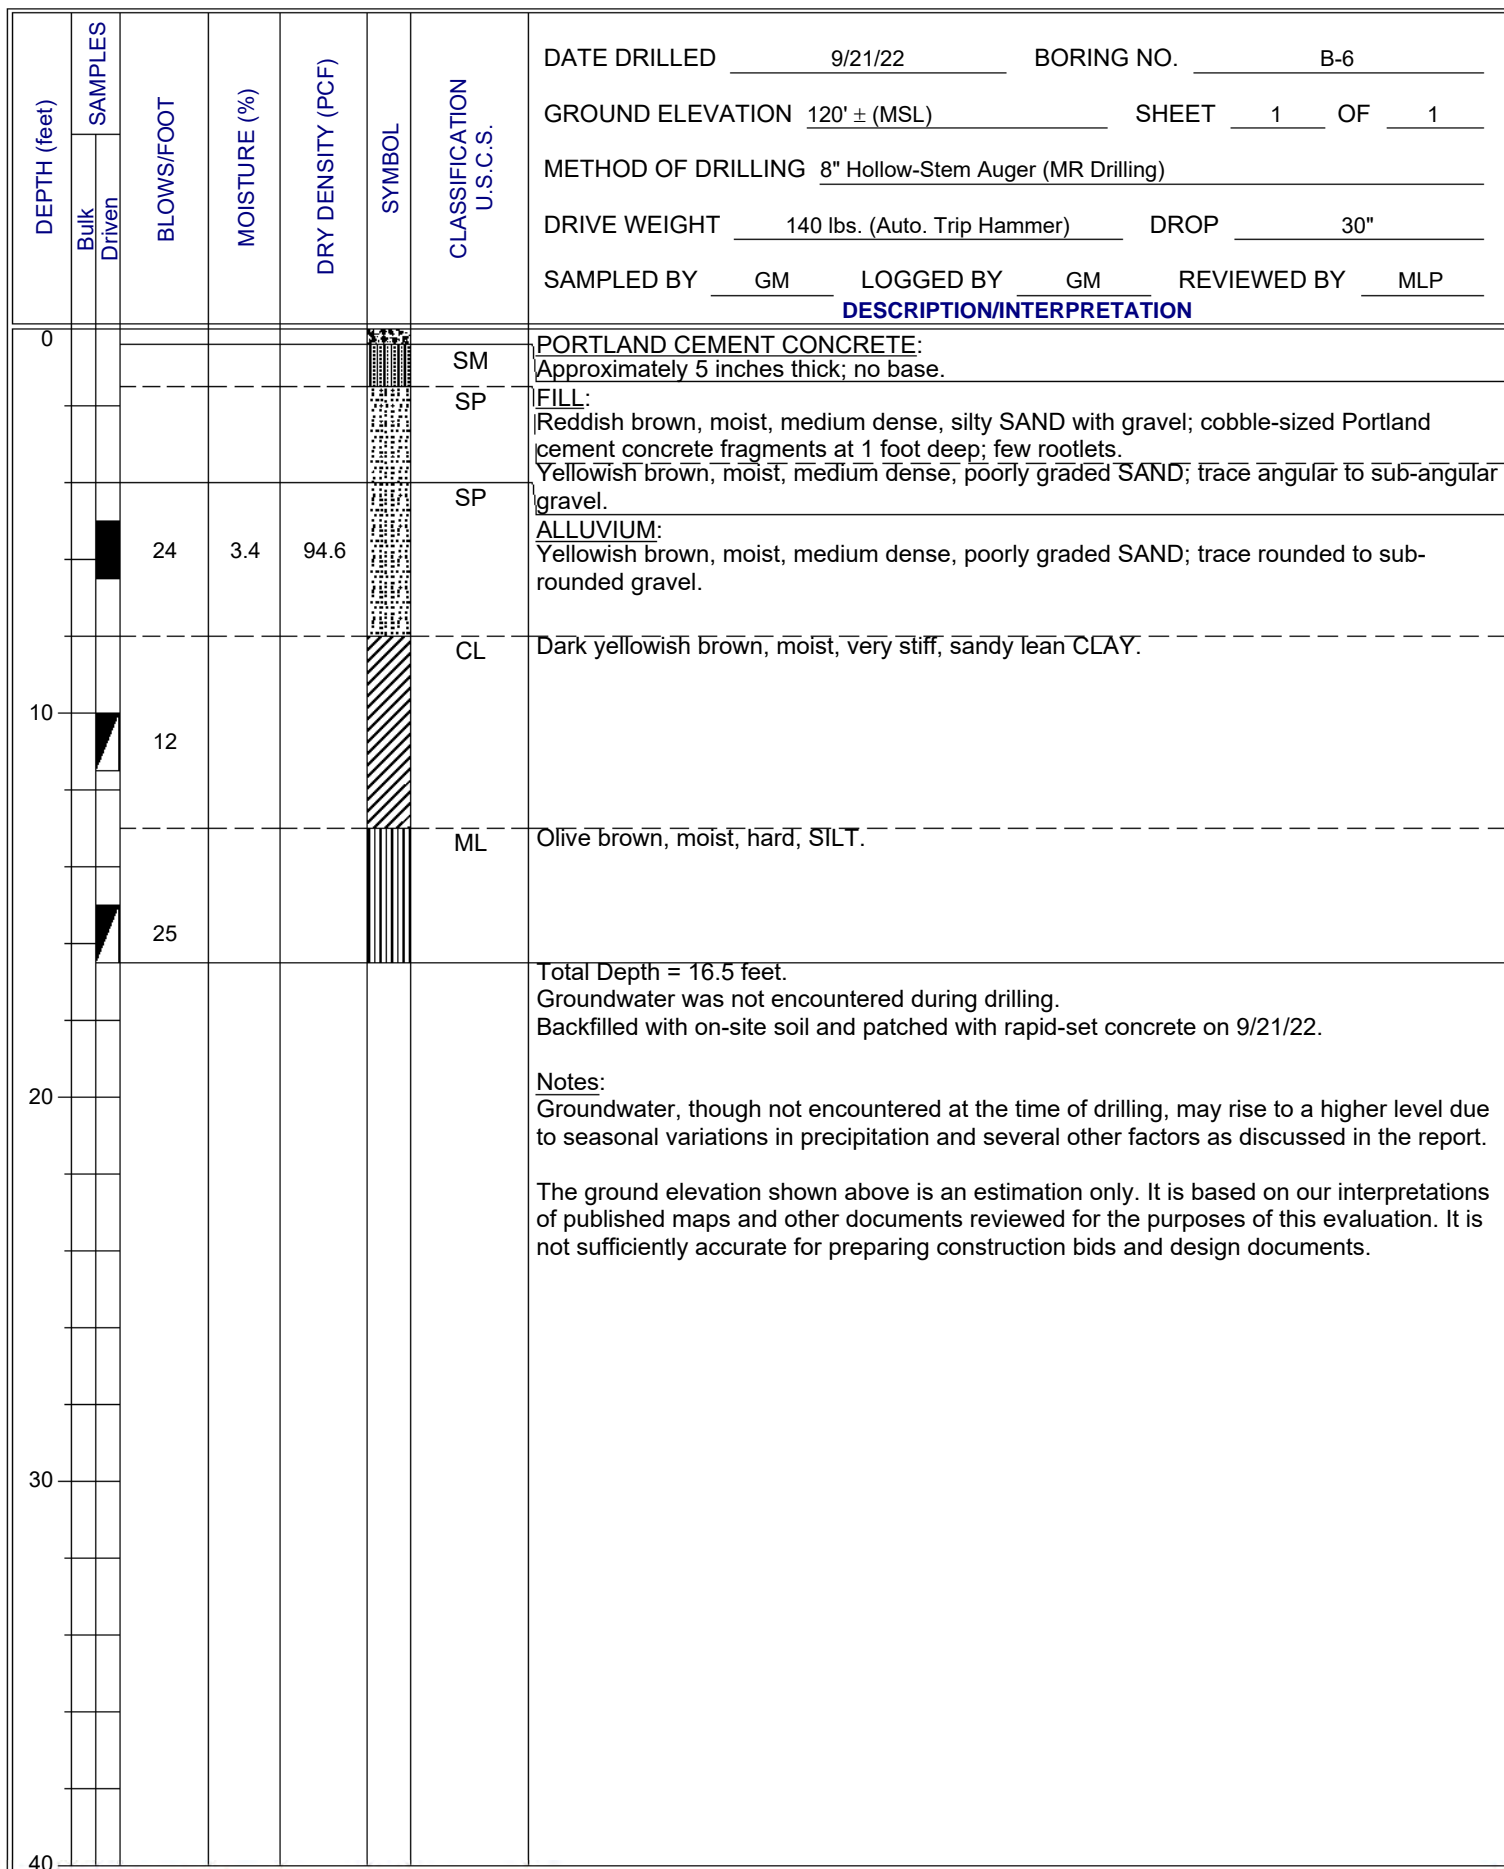 DEPTH (feet)
SAMPLES
Bulk
Driven
BLOWS/FOOT
MOISTURE (%)
DRY DENSITY (PCF)
SYMBOL
CLASSIFICATION
U.S.C.S.
DATE DRILLED 9/21/22 BORING NO. B-6
GROUND ELEVATION 120' ± (MSL) SHEET 1 OF 1
METHOD OF DRILLING 8" Hollow-Stem Auger (MR Drilling)
DRIVE WEIGHT 140 lbs. (Auto. Trip Hammer) DROP 30"
SAMPLED BY GM LOGGED BY GM REVIEWED BY MLP
DESCRIPTION/INTERPRETATION
0
SM
PORTLAND CEMENT CONCRETE:
Approximately 5 inches thick; no base.
SP
FILL:
Reddish brown, moist, medium dense, silty SAND with gravel; cobble-sized Portland
cement concrete fragments at 1 foot deep; few rootlets.
Yellowish brown, moist, medium dense, poorly graded SAND; trace angular to sub-angular
gravel.
SP
ALLUVIUM:
24 3.4 94.6
Yellowish brown, moist, medium dense, poorly graded SAND; trace rounded to sub-
rounded gravel.
CL Dark yellowish brown, moist, very stiff, sandy lean CLAY.
10
12
ML Olive brown, moist, hard, SILT.
25
Total Depth = 16.5 feet.
Groundwater was not encountered during drilling.
Backfilled with on-site soil and patched with rapid-set concrete on 9/21/22.
Notes:
20
Groundwater, though not encountered at the time of drilling, may rise to a higher level due
to seasonal variations in precipitation and several other factors as discussed in the report.
The ground elevation shown above is an estimation only. It is based on our interpretations
of published maps and other documents reviewed for the purposes of this evaluation. It is
not sufficiently accurate for preparing construction bids and design documents.
30
40